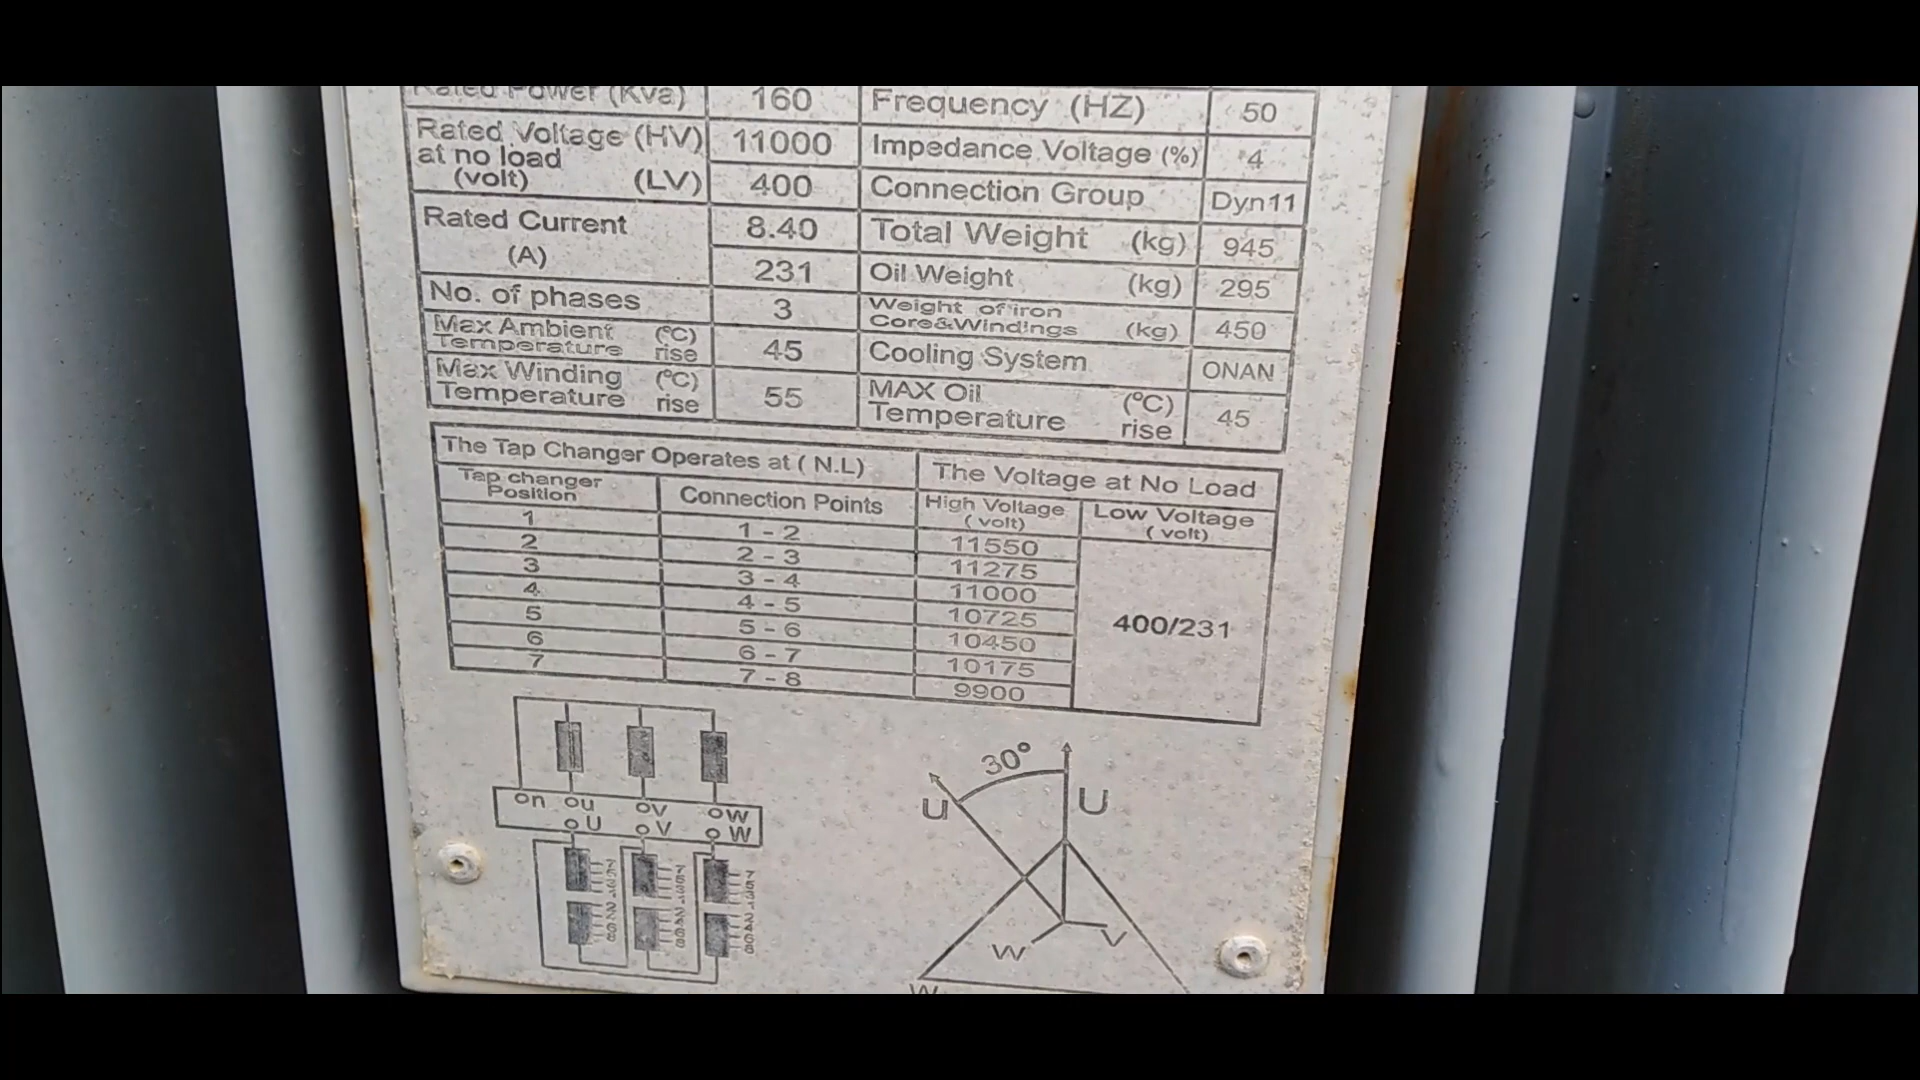 Rated Power (Kva) 160 Frequency (HZ) 50
Rated Voltage (HV) 11000 Impedance Voltage (%) 4
at no load
(volt) (LV) 400 Connection Group Dyn11
Rated Current 8.40 Total Weight (kg) 945
(A) 231 Oil Weight (kg) 295
No. of phases 3 Weight of iron
Core&Windings (kg) 450
Max Ambient (°C)
Temperature rise 45 Cooling System ONAN
Max Winding (°C) MAX Oil (°C)
Temperature rise 55 Temperature rise 45
The Tap Changer Operates at ( N.L) The Voltage at No Load
Tap changer
Position Connection Points High Voltage
( volt) Low Voltage
( volt)
1 1 - 2 11550
2 2 - 3 11275
3 3 - 4 11000
4 4 - 5 10725 400/231
5 5 - 6 10450
6 6 - 7 10175
7 7 - 8 9900
30°
U U
n u v w
U V W
W V
W